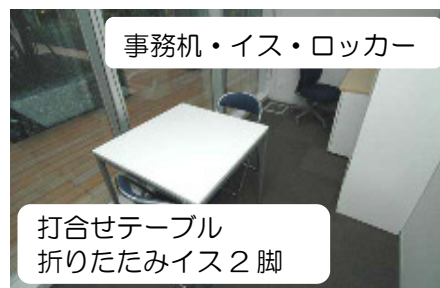 事務机・イス・ロッカー
打合せテーブル
折りたたみイス２脚